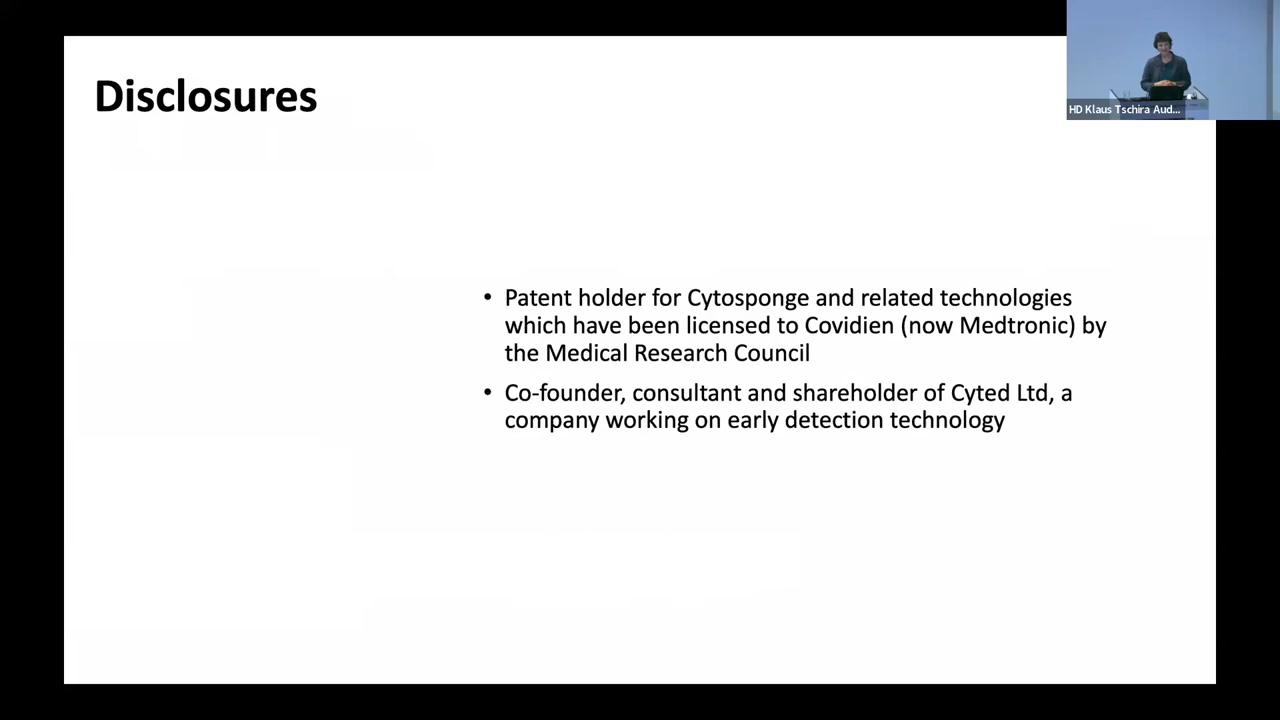 Disclosures
HD Klaus Tschira Aud...
• Patent holder for Cytosponge and related technologies
which have been licensed to Covidien (now Medtronic) by
the Medical Research Council
• Co-founder, consultant and shareholder of Cyted Ltd, a
company working on early detection technology